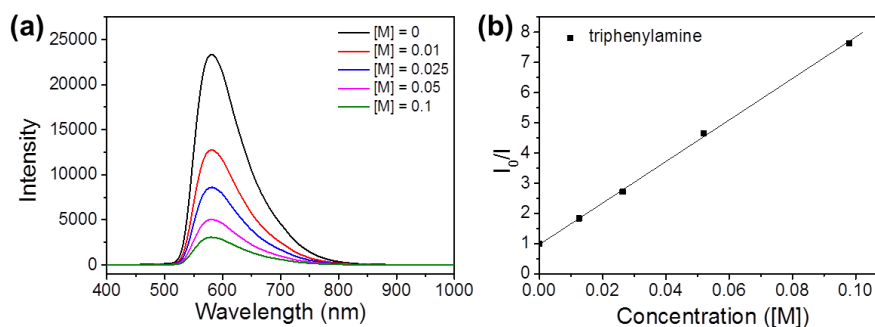 (a)
[M] = 0
[M] = 0.01
[M] = 0.025
[M] = 0.05
[M] = 0.1
25000
20000
15000
10000
5000
0
Intensity
400 500 600 700 800 900 1000
Wavelength (nm)
(b)
triphenylamine
8
7
6
5
4
3
2
1
0
I₀/I
0.00 0.02 0.04 0.06 0.08 0.10
Concentration ([M])